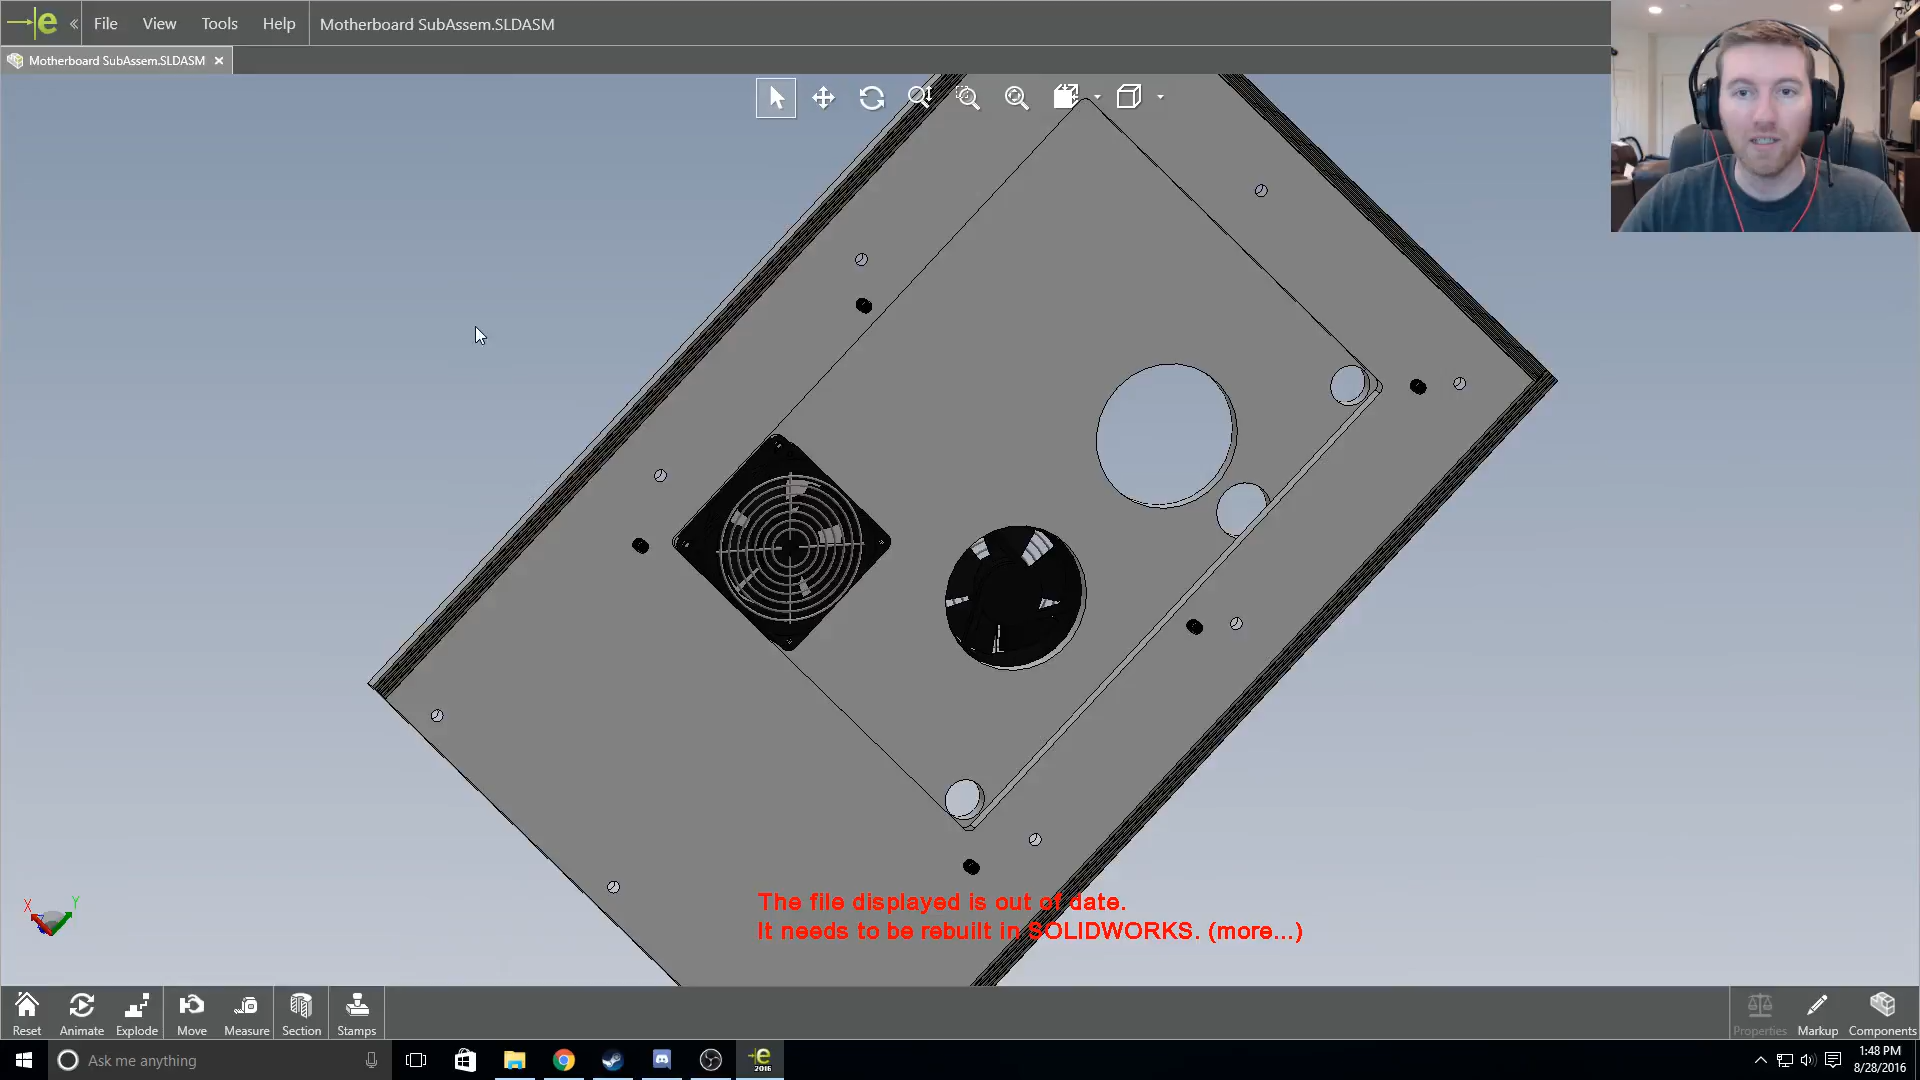 e « File View Tools Help Motherboard SubAssem.SLDASM
Motherboard SubAssem.SLDASM ×
The file displayed is out of date.
It needs to be rebuilt in SOLIDWORKS. (more...)
X Y
Reset Animate Explode Move Measure Section Stamps Properties Markup Components
Ask me anything
e 2016
1:48 PM
8/28/2016